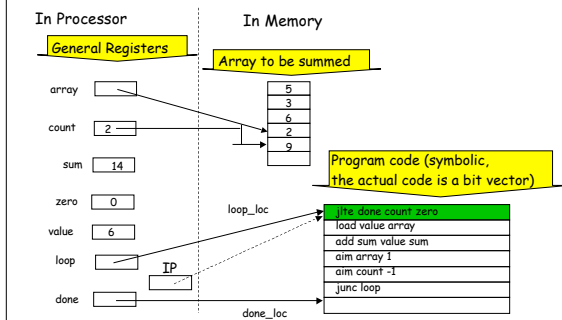 In Processor
In Memory
General Registers
Array to be summed
array
count 2
sum 14
zero 0
value 6
loop
IP
done
5
3
6
2
9
Program code (symbolic,
the actual code is a bit vector)
loop_loc
jlte done count zero
load value array
add sum value sum
aim array 1
aim count -1
junc loop
done_loc